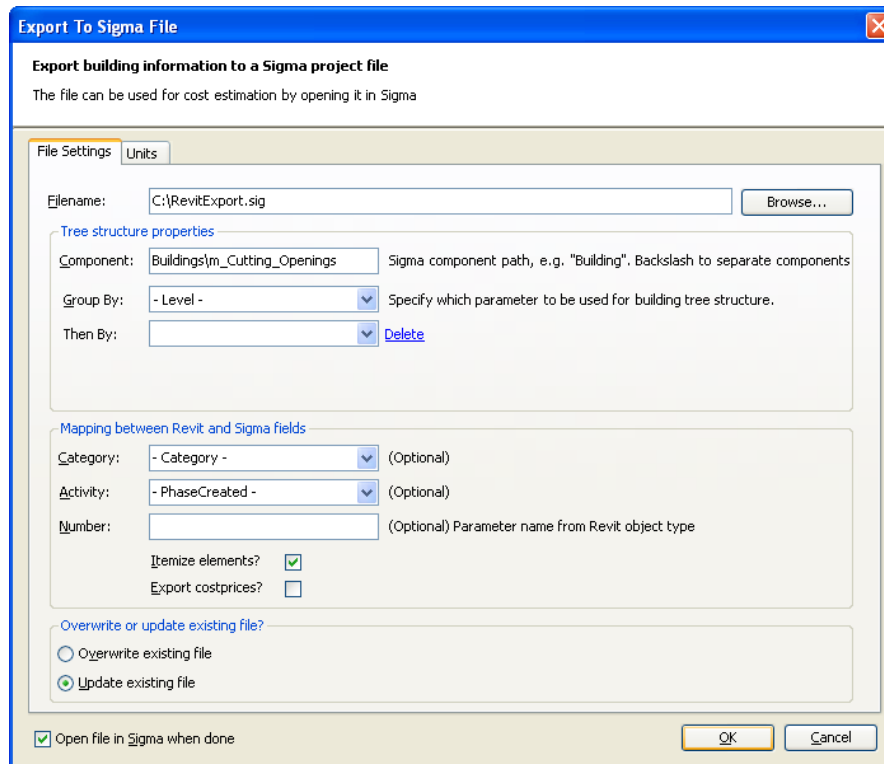 Export To Sigma File
Export building information to a Sigma project file
The file can be used for cost estimation by opening it in Sigma
File Settings Units
Filename: C:\RevitExport.sig Browse...
Tree structure properties
Component: Buildings\m_Cutting_Openings Sigma component path, e.g. "Building". Backslash to separate components
Group By: - Level - Specify which parameter to be used for building tree structure.
Then By: Delete
Mapping between Revit and Sigma fields
Category: - Category - (Optional)
Activity: - PhaseCreated - (Optional)
Number: (Optional) Parameter name from Revit object type
Itemize elements?
Export costprices?
Overwrite or update existing file?
Overwrite existing file
Update existing file
Open file in Sigma when done OK Cancel